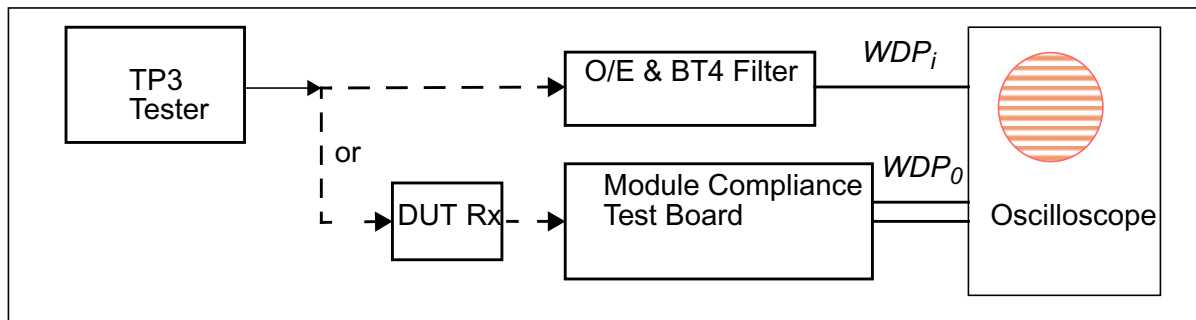 TP3
Tester
O/E & BT4 Filter
WDPi
or
DUT Rx
Module Compliance
Test Board
WDP0
Oscilloscope